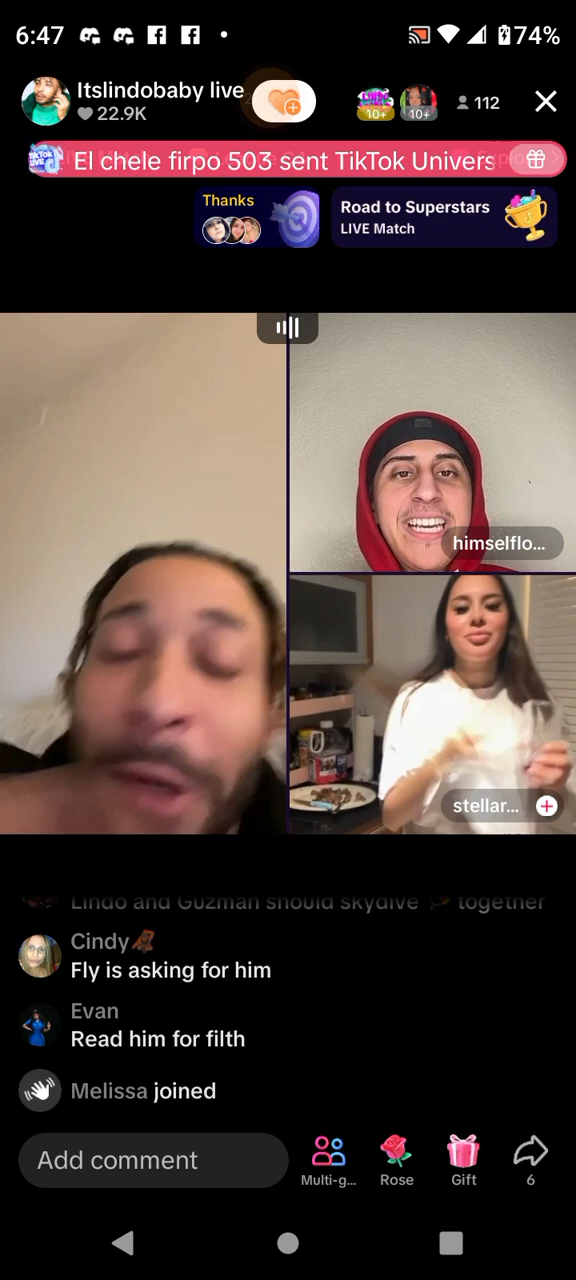 6:47
74%
Itslindobaby live
22.9K
10+
10+
112
El chele firpo 503 sent TikTok Univers
Thanks
Road to Superstars
LIVE Match
himselflo...
stellar...
Lindo and Guzman should skydive together
Cindy
Fly is asking for him
Evan
Read him for filth
Melissa joined
Add comment
Multi-g...
Rose
Gift
6